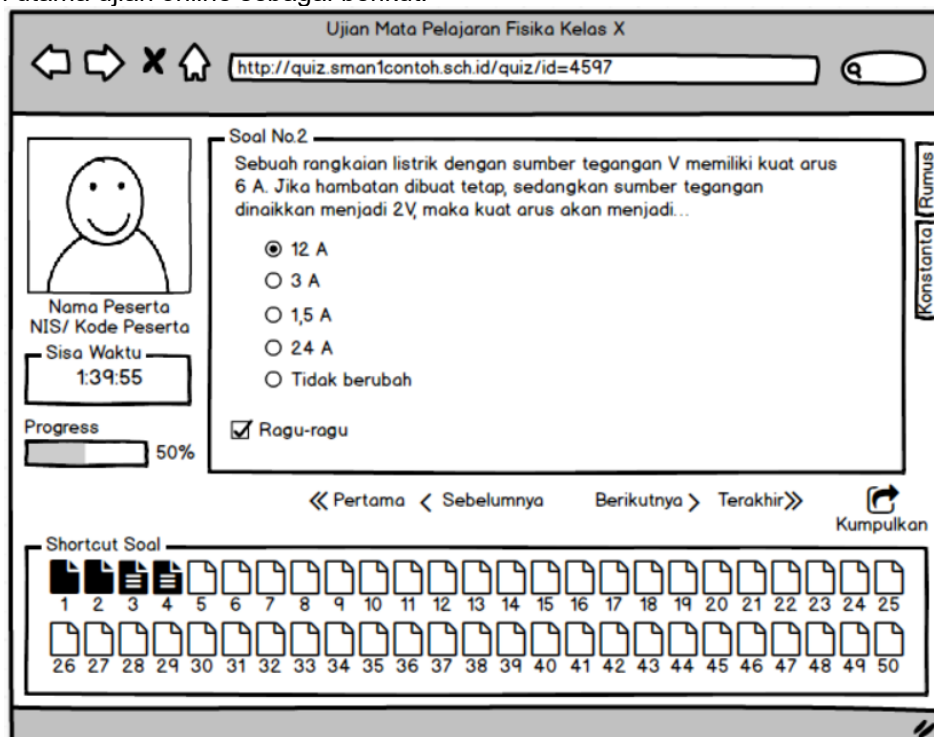 utama ujian online sebagai berikut.
Ujian Mata Pelajaran Fisika Kelas X
http://quiz.sman1contoh.sch.id/quiz/id=4597
Soal No.2
Sebuah rangkaian listrik dengan sumber tegangan V memiliki kuat arus
6 A. Jika hambatan dibuat tetap, sedangkan sumber tegangan
dinaikkan menjadi 2V, maka kuat arus akan menjadi...
12 A
3 A
1,5 A
24 A
Tidak berubah
Ragu-ragu
Rumus
Konstanta
Nama Peserta
NIS/ Kode Peserta
Sisa Waktu
1:39:55
Progress
50%
Pertama
Sebelumnya
Berikutnya
Terakhir
Kumpulkan
Shortcut Soal
1 2 3 4 5 6 7 8 9 10 11 12 13 14 15 16 17 18 19 20 21 22 23 24 25
26 27 28 29 30 31 32 33 34 35 36 37 38 39 40 41 42 43 44 45 46 47 48 49 50